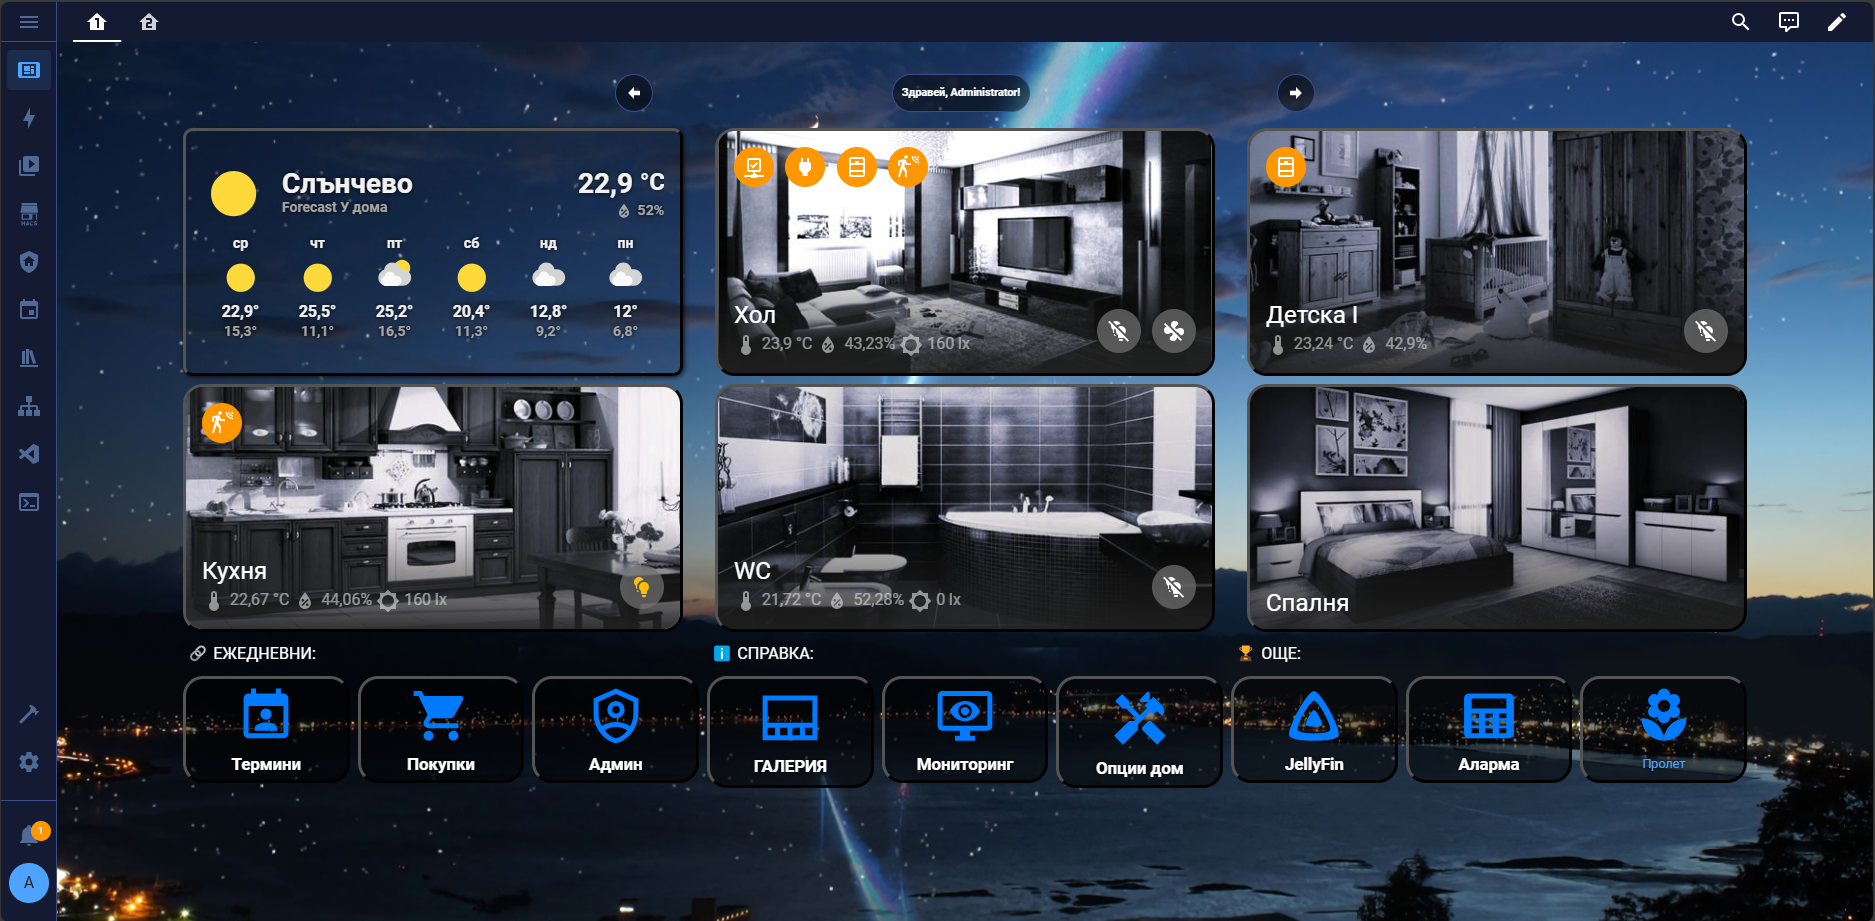 1
2
HACS
Здравей, Administrator!
Слънчево
22,9 °C
Forecast У дома
52%
ср чт пт сб нд пн
22,9° 25,5° 25,2° 20,4° 12,8° 12°
15,3° 11,1° 16,5° 11,3° 9,2° 6,8°
Хол
23,9 °C 43,23% 160 lx
Детска I
23,24 °C 42,9%
Кухня
22,67 °C 44,06% 160 lx
WC
21,72 °C 52,28% 0 lx
Спалня
ЕЖЕДНЕВНИ:
СПРАВКА:
ОЩЕ:
Термини
Покупки
Админ
ГАЛЕРИЯ
Мониторинг
Опции дом
JellyFin
Аларма
Пролет
1
A